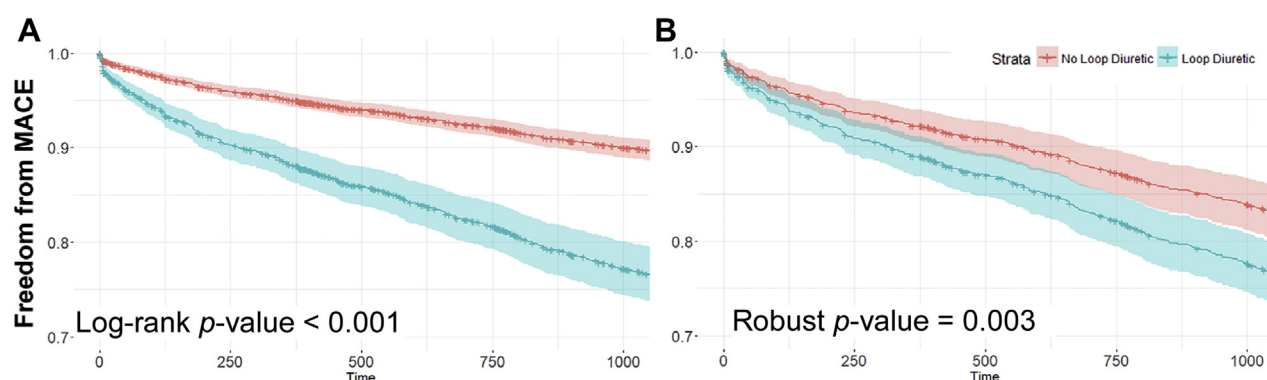 A
B
Freedom from MACE
1.0
0.9
0.8
0.7
0
250
500
750
1000
Time
Log-rank p-value < 0.001
Strata No Loop Diuretic Loop Diuretic
1.0
0.9
0.8
0.7
0
250
500
750
1000
Time
Robust p-value = 0.003